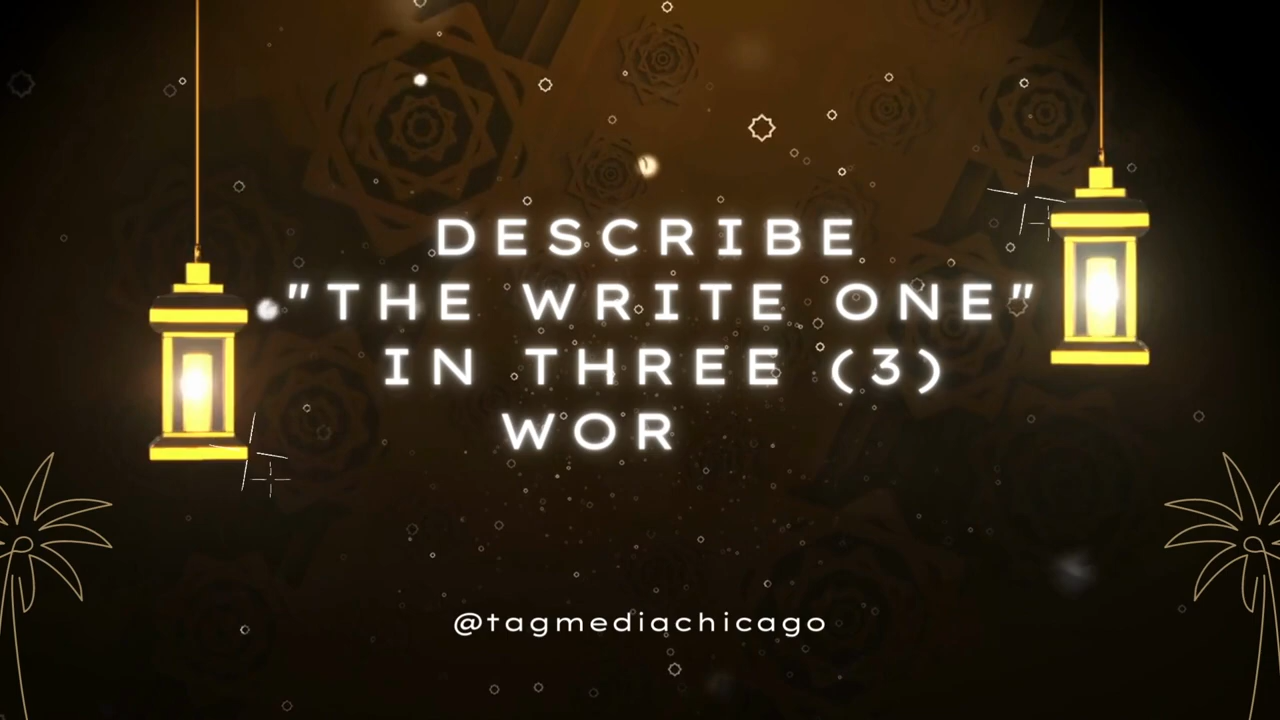 DESCRIBE
"THE WRITE ONE"
IN THREE (3)
WOR
@tagmediachicago